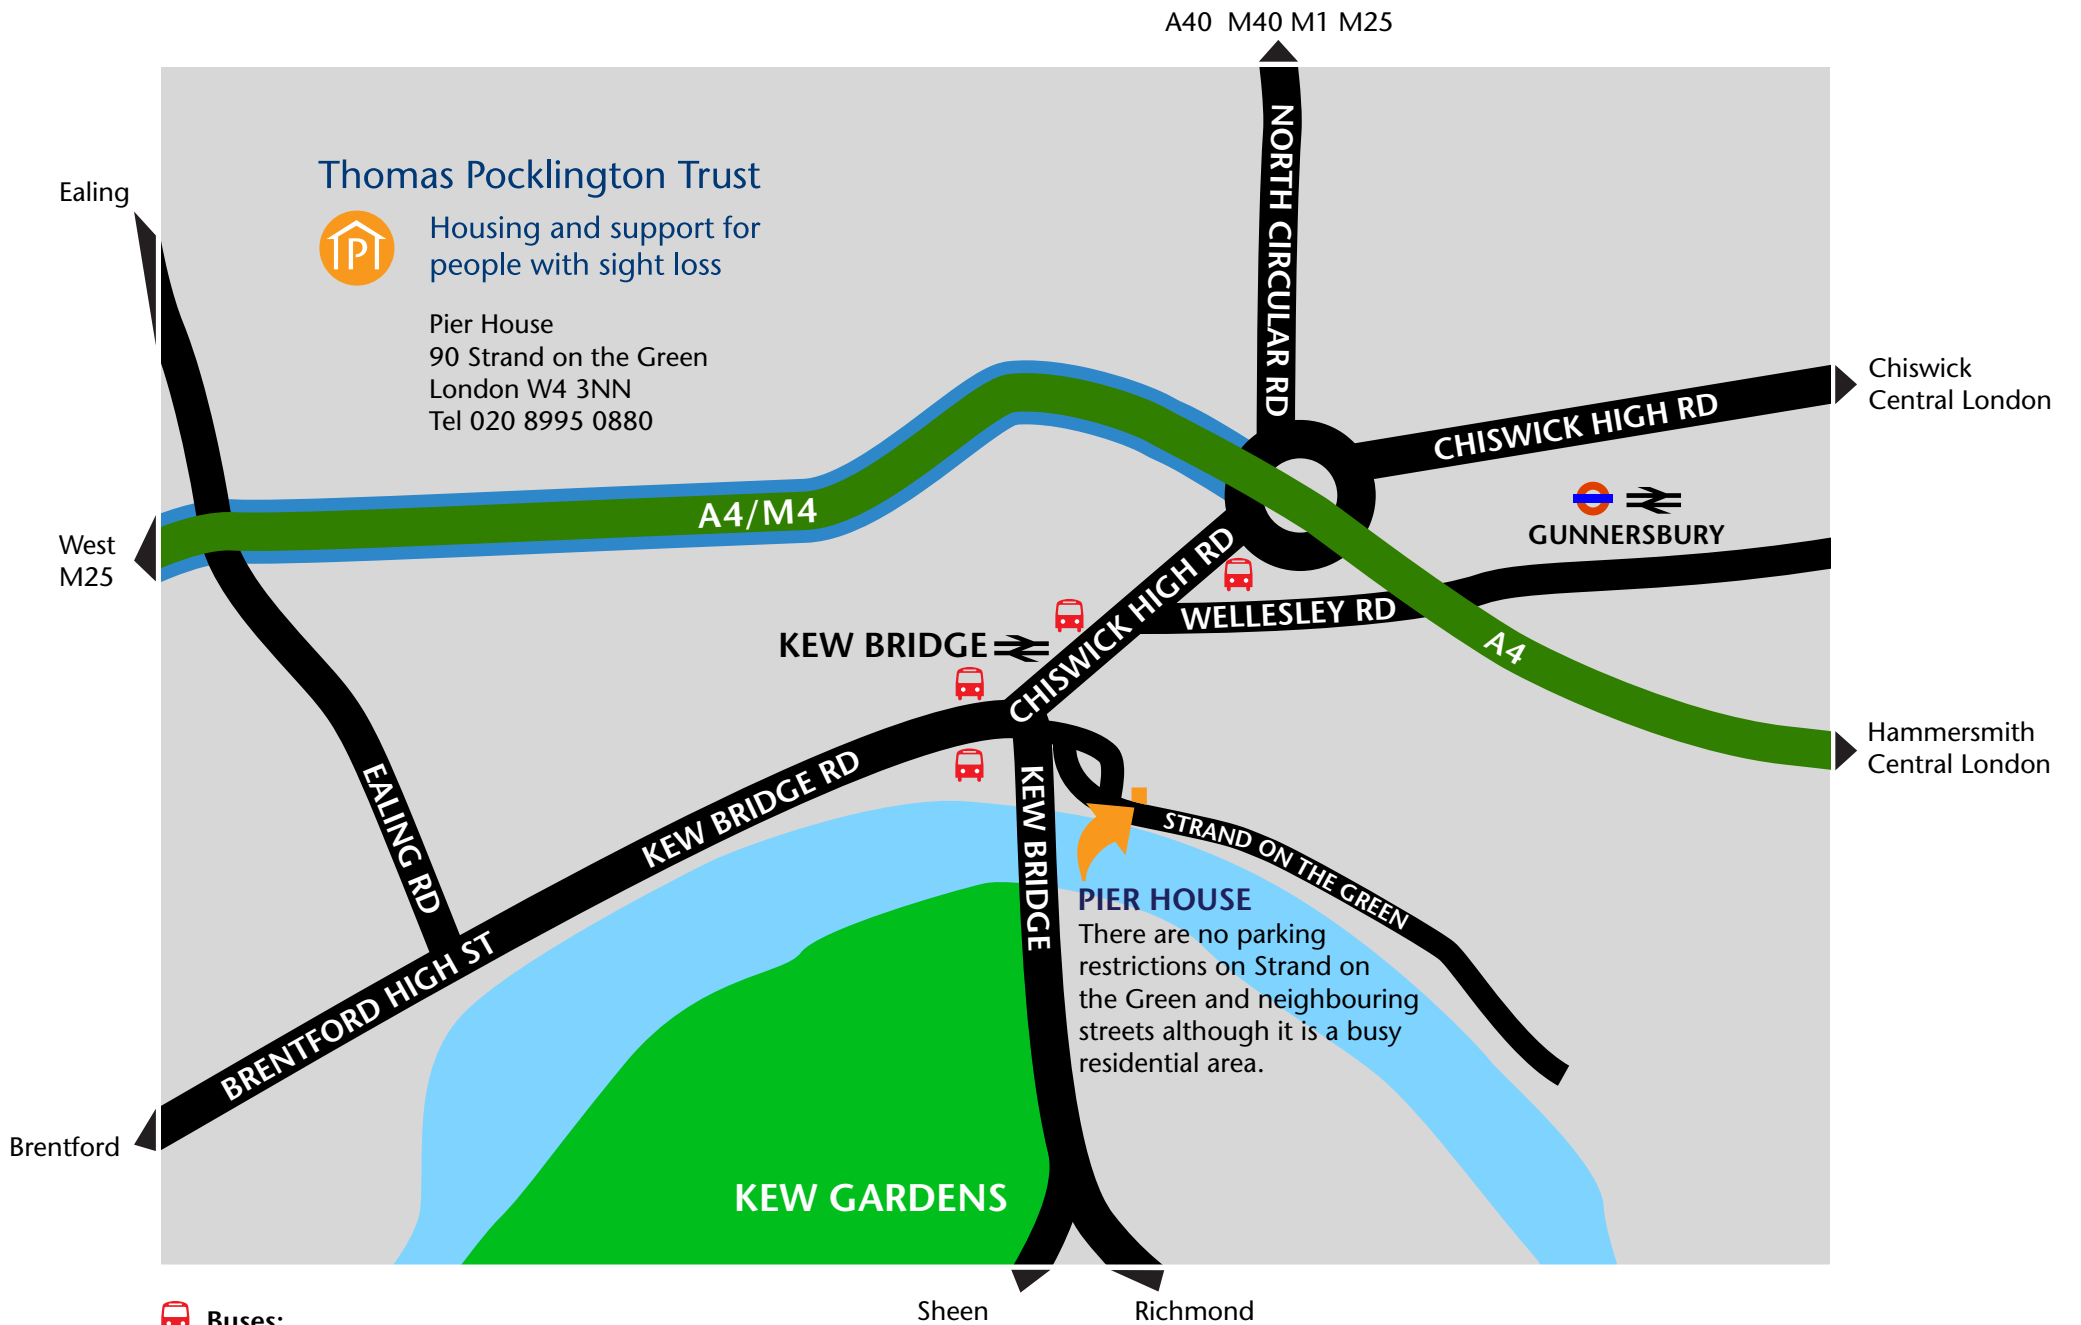 A40 M40 M1 M25
Ealing
Thomas Pocklington Trust
Housing and support for
people with sight loss
Pier House
90 Strand on the Green
London W4 3NN
Tel 020 8995 0880
NORTH CIRCULAR RD
Chiswick
Central London
CHISWICK HIGH RD
A4/M4
GUNNERSBURY
West
M25
CHISWICK HIGH RD
WELLESLEY RD
KEW BRIDGE
A4
Hammersmith
Central London
EALING RD
KEW BRIDGE RD
KEW BRIDGE
STRAND ON THE GREEN
PIER HOUSE
There are no parking
restrictions on Strand on
the Green and neighbouring
streets although it is a busy
residential area.
BRENTFORD HIGH ST
Brentford
KEW GARDENS
Sheen
Richmond
Buses: